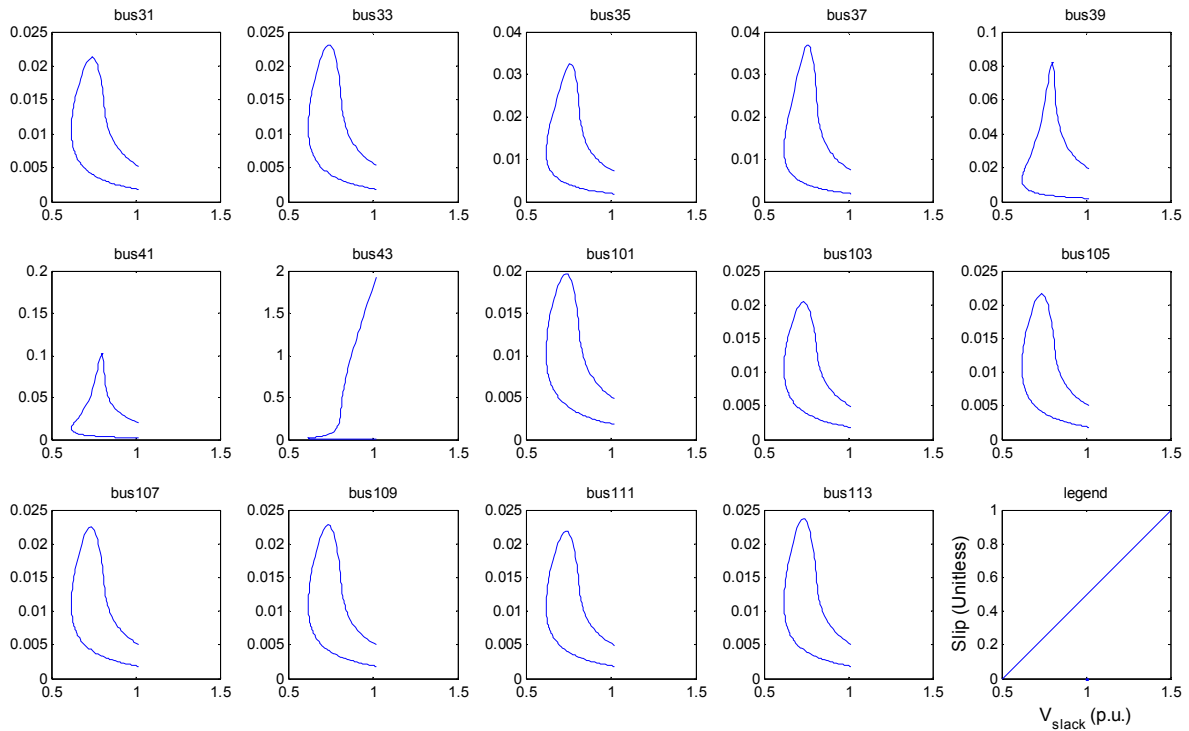 bus31 bus33 bus35 bus37 bus39
0.025 0.025 0.04 0.04 0.1
0.02 0.02 0.03 0.03 0.08
0.015 0.015 0.02 0.02 0.06
0.01 0.01 0.01 0.01 0.04
0.005 0.005 0.02
0 0 0 0 0
0.5 1 1.5 0.5 1 1.5 0.5 1 1.5 0.5 1 1.5 0.5 1 1.5
bus41 bus43 bus101 bus103 bus105
0.2 2 0.02 0.025 0.025
0.15 1.5 0.015 0.02 0.02
0.1 1 0.01 0.015 0.015
0.05 0.5 0.005 0.01 0.01
0.005 0.005
0 0 0 0 0
0.5 1 1.5 0.5 1 1.5 0.5 1 1.5 0.5 1 1.5 0.5 1 1.5
bus107 bus109 bus111 bus113 legend
0.025 0.025 0.025 0.025 1
0.02 0.02 0.02 0.02 0.8
0.015 0.015 0.015 0.015 0.6
0.01 0.01 0.01 0.01 0.4
0.005 0.005 0.005 0.005 0.2
0 0 0 0 0
0.5 1 1.5 0.5 1 1.5 0.5 1 1.5 0.5 1 1.5 0.5 1 1.5
Slip (Unitless)
V_slack (p.u.)